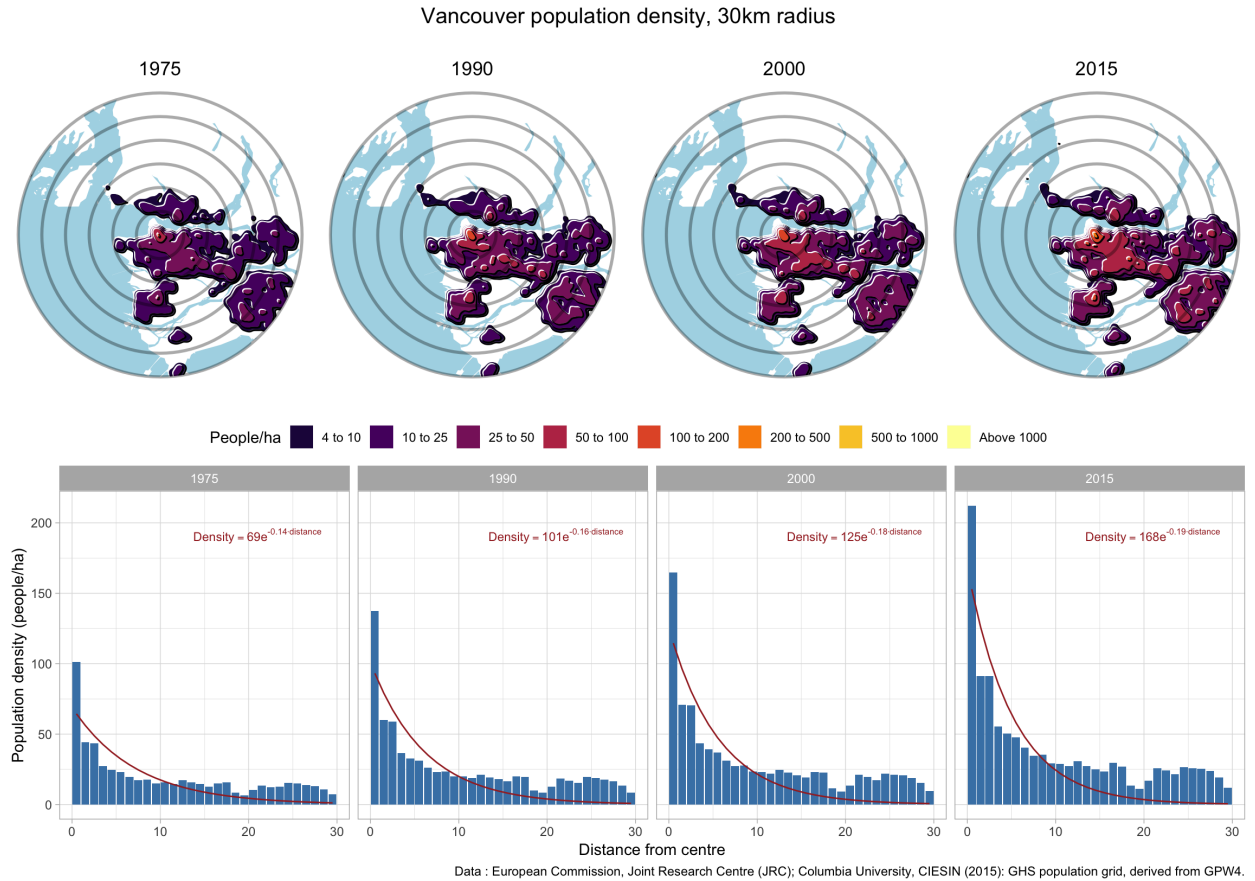 Vancouver population density, 30km radius
1975 1990 2000 2015
People/ha 4 to 10 10 to 25 25 to 50 50 to 100 100 to 200 200 to 500 500 to 1000 Above 1000
1975 1990 2000 2015
Density = 69e^-0.14·distance Density = 101e^-0.16·distance Density = 125e^-0.18·distance Density = 168e^-0.19·distance
Population density (people/ha)
200
150
100
50
0
0 10 20 30 0 10 20 30 0 10 20 30 0 10 20 30
Distance from centre
Data : European Commission, Joint Research Centre (JRC); Columbia University, CIESIN (2015): GHS population grid, derived from GPW4.